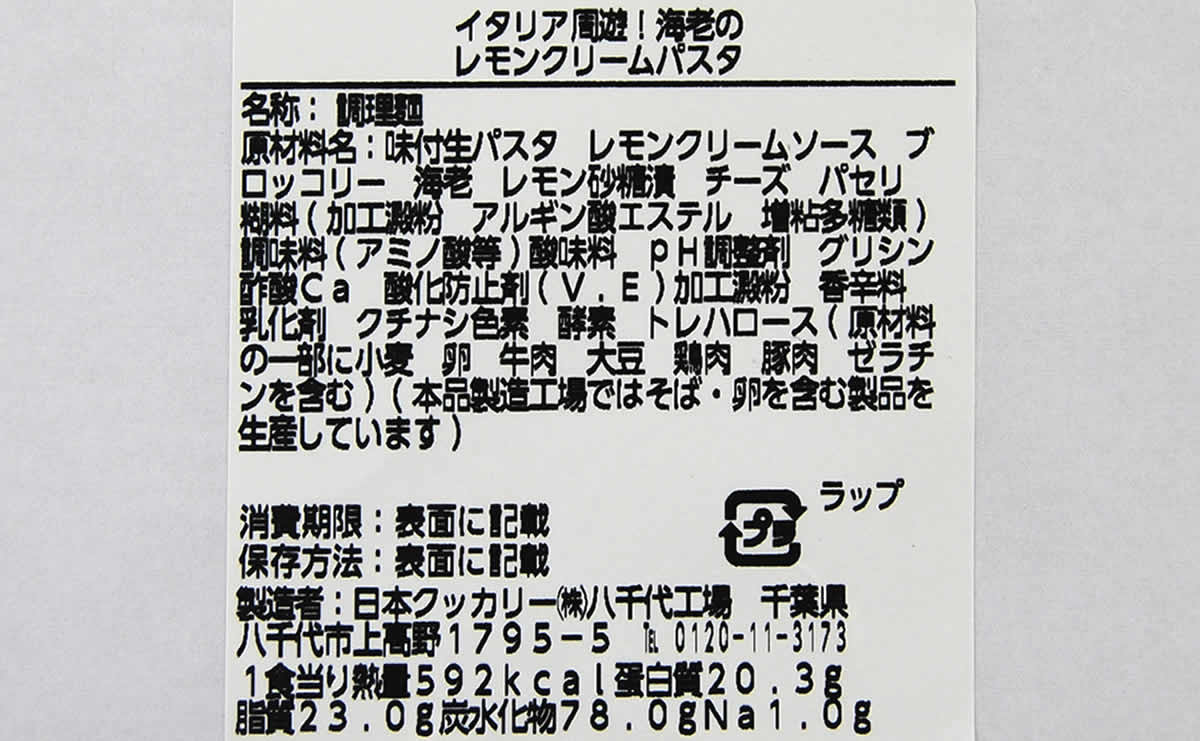 イタリア周遊！海老の
レモンクリームパスタ
名称：調理麺
原材料名：味付生パスタ　レモンクリームソース　ブ
ロッコリー　海老　レモン砂糖漬　チーズ　パセリ
糊料（加工澱粉　アルギン酸エステル　増粘多糖類）
調味料（アミノ酸等）酸味料　ｐＨ調整剤　グリシン
酢酸Ｃａ　酸化防止剤（Ｖ．Ｅ）加工澱粉　香辛料
乳化剤　クチナシ色素　酵素　トレハロース（原材料
の一部に小麦　卵　牛肉　大豆　鶏肉　豚肉　ゼラチ
ンを含む）（本品製造工場ではそば・卵を含む製品を
生産しています）
ラップ
プラ
消費期限：表面に記載
保存方法：表面に記載
製造者：日本クッカリー㈱八千代工場　千葉県
八千代市上高野１７９５－５　℡ 0120-11-3173
１食当り熱量５９２ｋｃａｌ蛋白質２０．３ｇ
脂質２３．０ｇ炭水化物７８．０ｇＮａ１．０ｇ